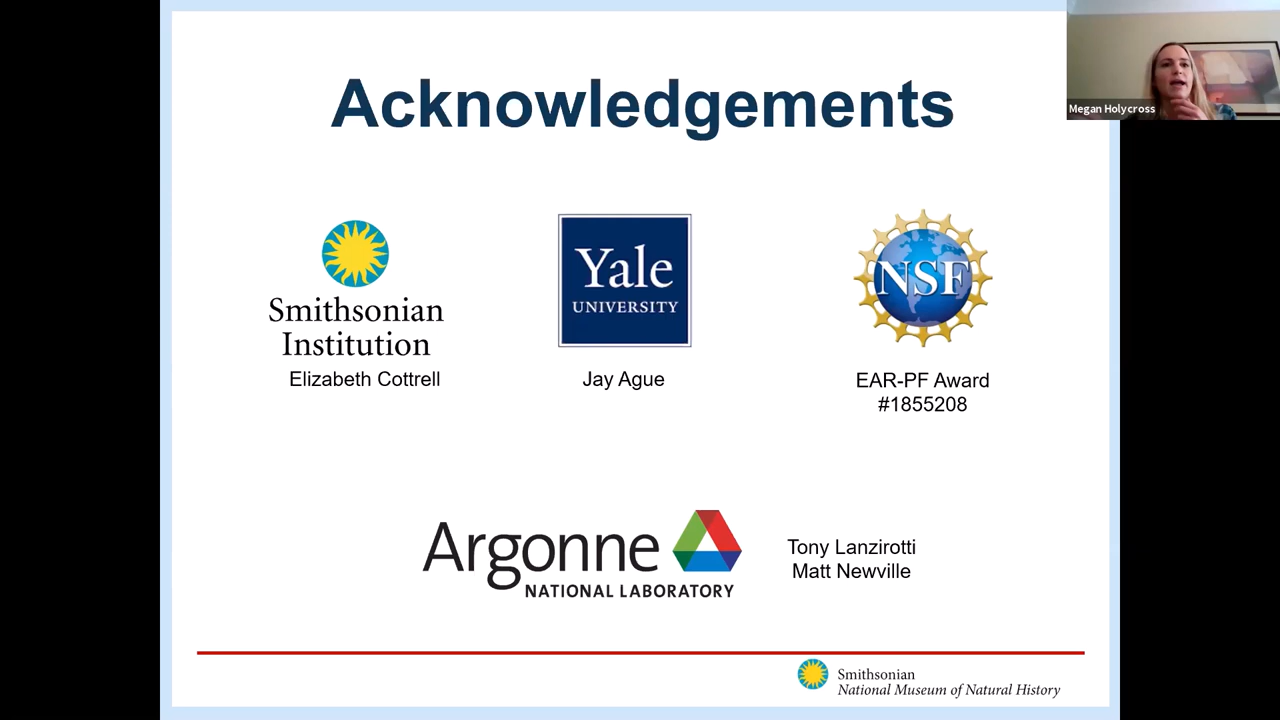 Acknowledgements
Megan Holycross
Smithsonian
Institution
Elizabeth Cottrell
Yale
UNIVERSITY
Jay Ague
NSF
EAR-PF Award
#1855208
Argonne
NATIONAL LABORATORY
Tony Lanzirotti
Matt Newville
Smithsonian
National Museum of Natural History